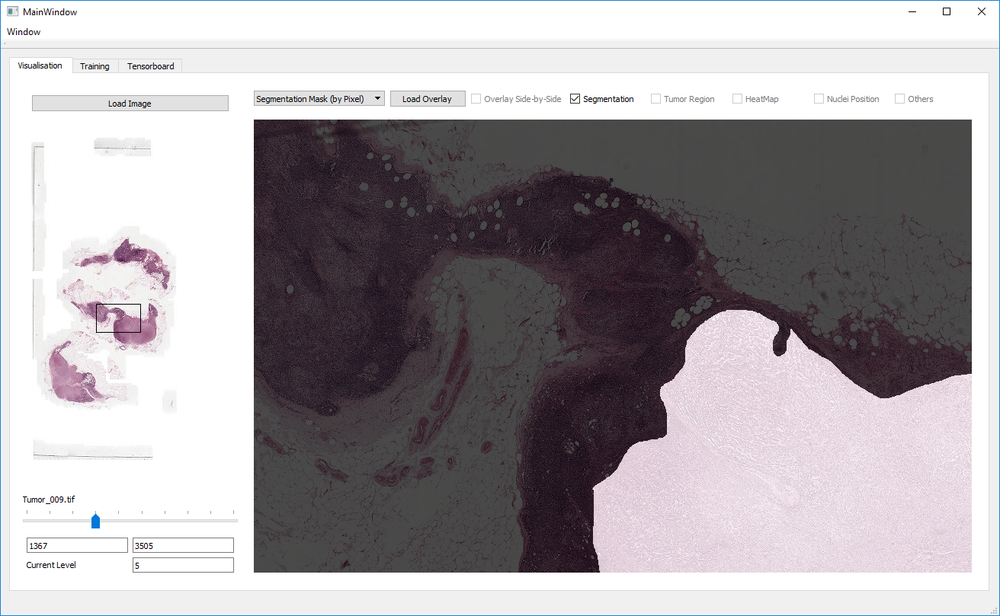 MainWindow
Window
Visualisation Training Tensorboard
Load Image
Segmentation Mask (by Pixel) Load Overlay Overlay Side-by-Side Segmentation Tumor Region HeatMap Nuclei Position Others
Tumor_009.tif
1367 3505
Current Level 5